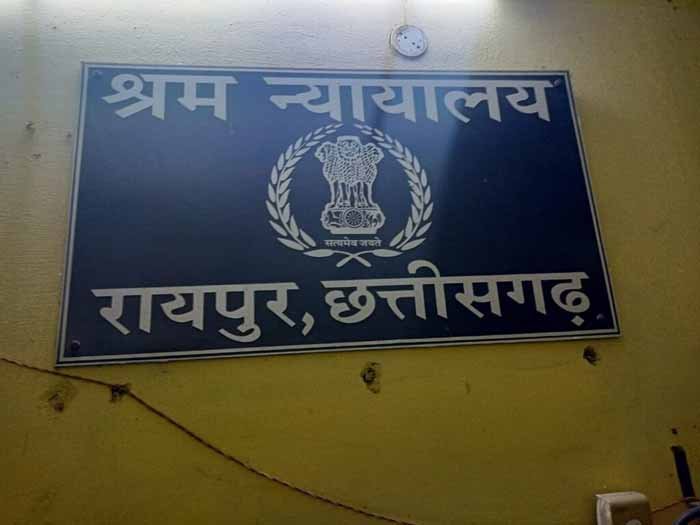 श्रम न्यायालय
सत्यमेव जयते
रायपुर, छत्तीसगढ़